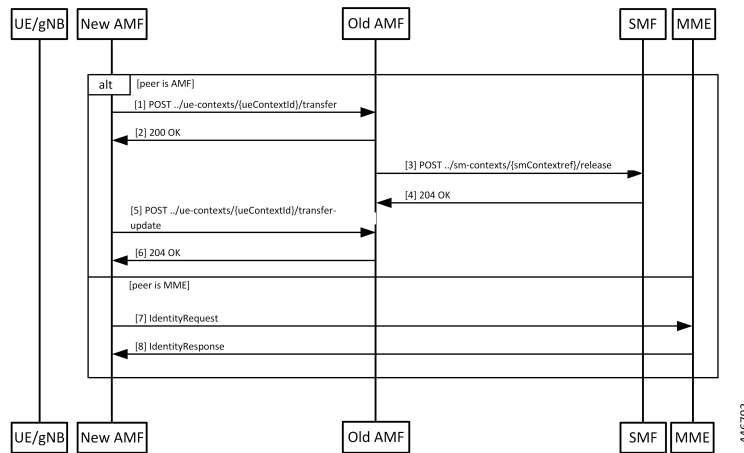 UE/gNB New AMF Old AMF SMF MME
alt [peer is AMF]
[1] POST ../ue-contexts/{ueContextId}/transfer
[2] 200 OK
[3] POST ../sm-contexts/{smContextref}/release
[4] 204 OK
[5] POST ../ue-contexts/{ueContextId}/transfer-
update
[6] 204 OK
[peer is MME]
[7] IdentityRequest
[8] IdentityResponse
UE/gNB New AMF Old AMF SMF MME